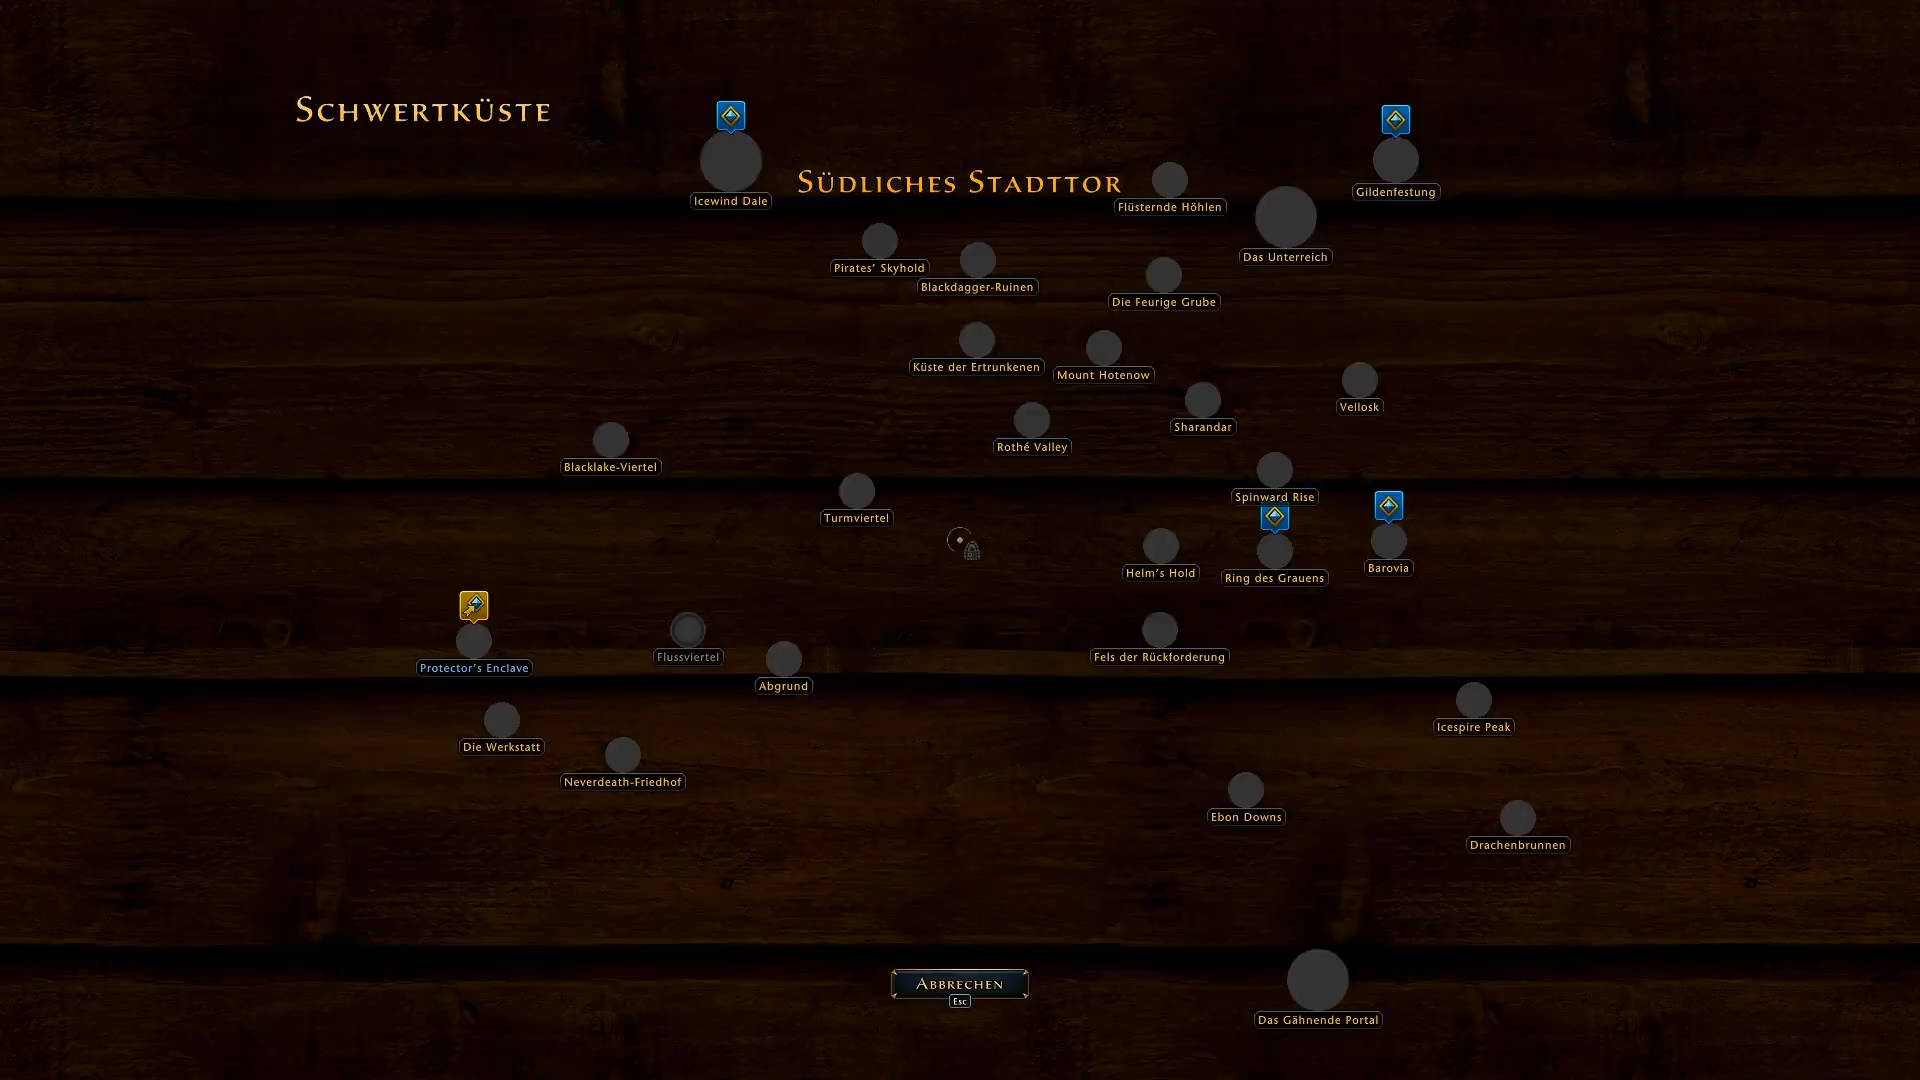 Schwertküste
Südliches Stadttor
Icewind Dale
Gildenfestung
Flüsternde Höhlen
Das Unterreich
Pirates' Skyhold
Blackdagger-Ruinen
Die Feurige Grube
Küste der Ertrunkenen
Mount Hotenow
Vellosk
Sharandar
Rothé Valley
Blacklake-Viertel
Spinward Rise
Turmviertel
Barovia
Helm's Hold
Ring des Grauens
Protector's Enclave
Flussviertel
Fels der Rückforderung
Abgrund
Icespire Peak
Die Werkstatt
Neverdeath-Friedhof
Ebon Downs
Drachenbrunnen
Abbrechen
Esc
Das Gähnende Portal